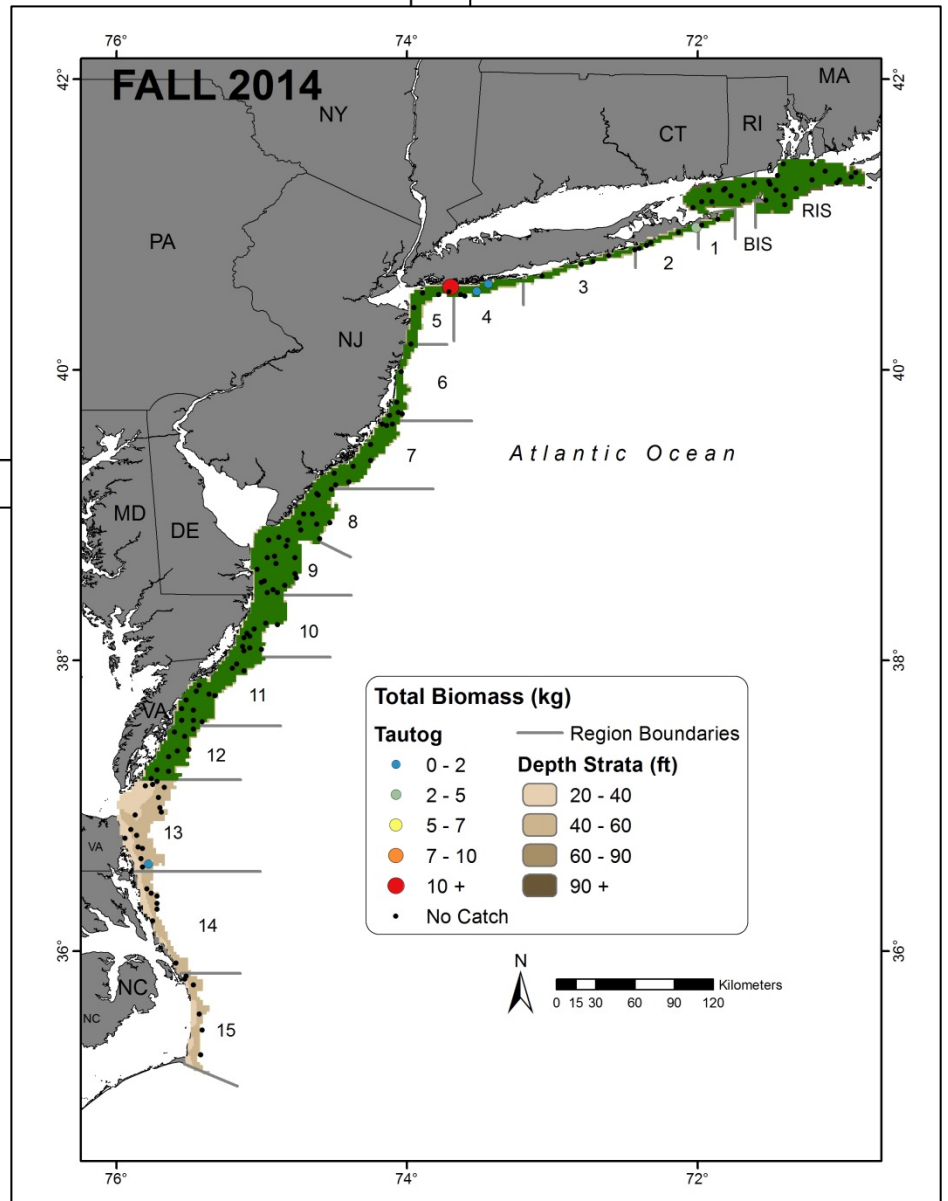 76°
74°
72°
42°
42°
FALL 2014
MA
NY
CT
RI
RIS
BIS
1
2
3
4
5
PA
NJ
40°
40°
6
7
Atlantic Ocean
MD
DE
8
9
10
38°
38°
11
VA
12
13
VA
14
36°
36°
NC
NC
15
Total Biomass (kg)
Tautog
0 - 2
2 - 5
5 - 7
7 - 10
10 +
No Catch
Region Boundaries
Depth Strata (ft)
20 - 40
40 - 60
60 - 90
90 +
N
Kilometers
0 15 30 60 90 120
76°
74°
72°